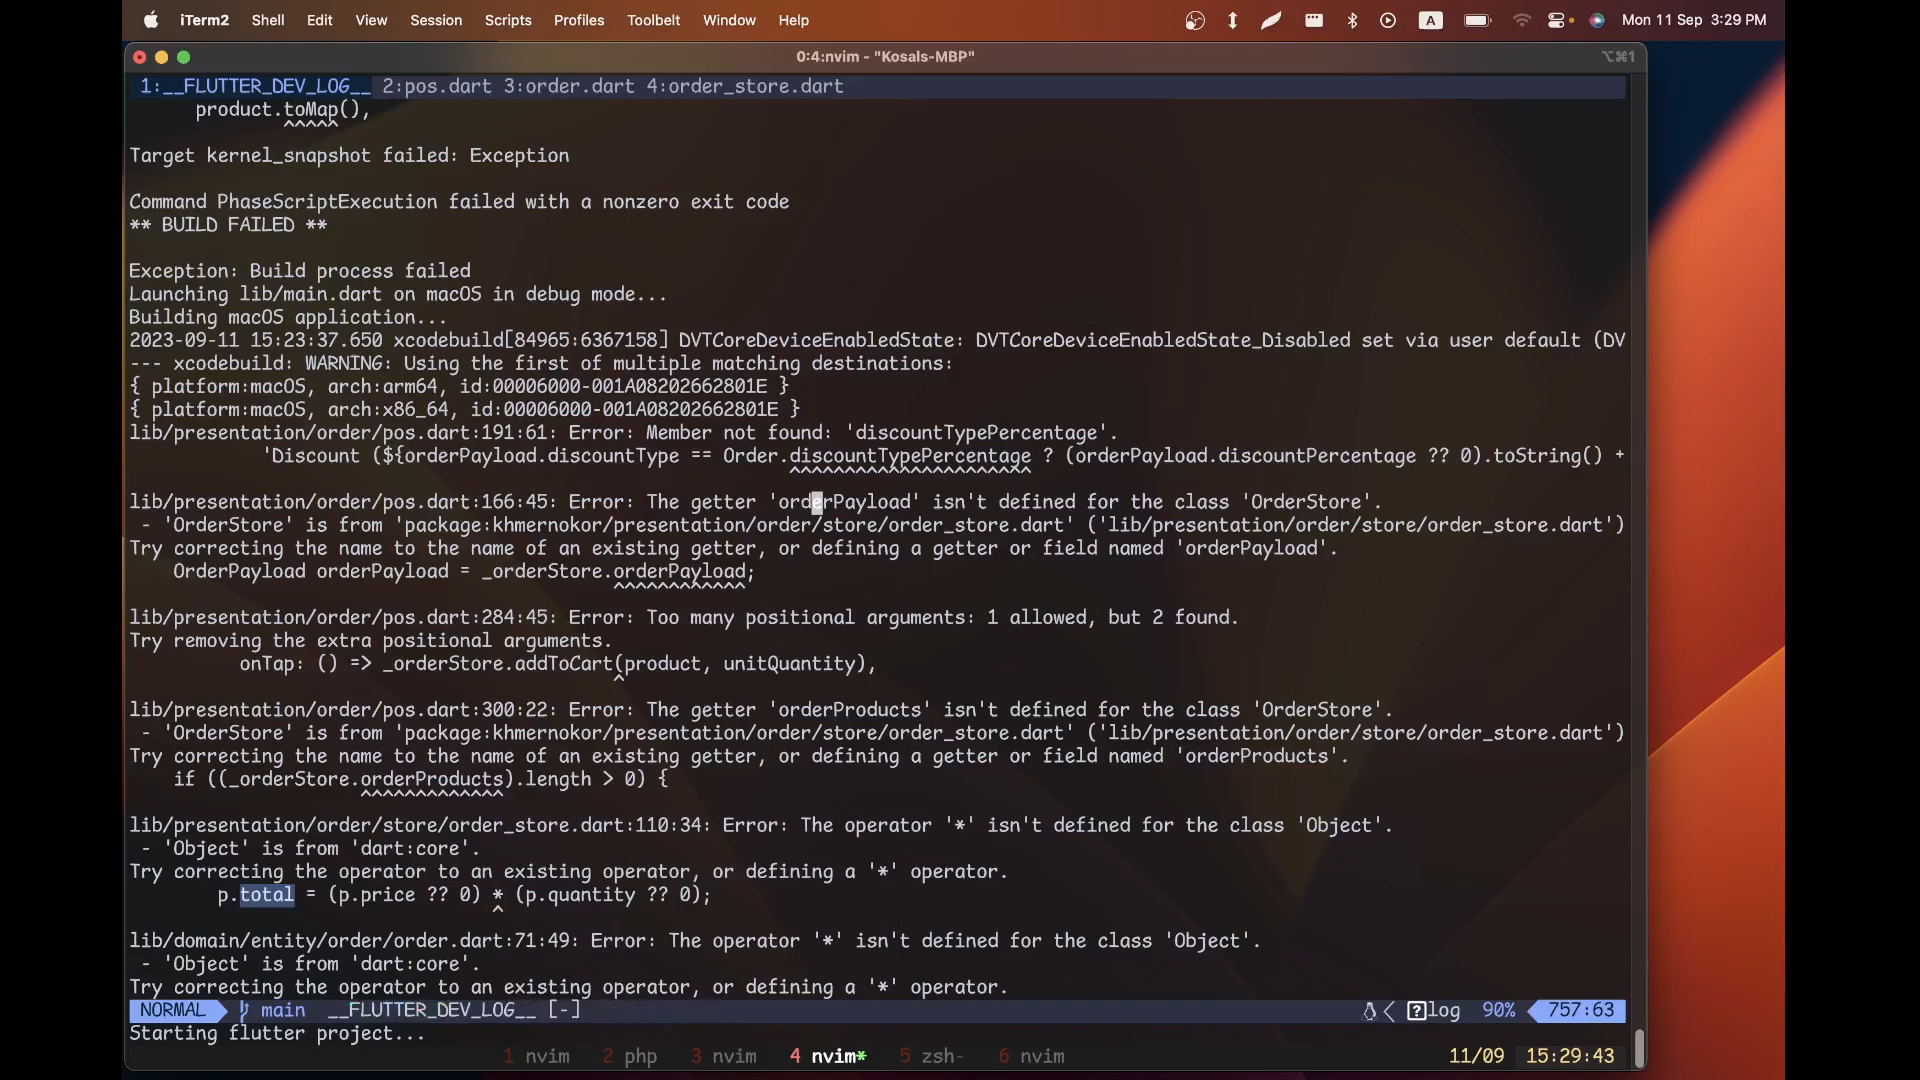 iTerm2 Shell Edit View Session Scripts Profiles Toolbelt Window Help A Mon 11 Sep 3:29 PM
0:4:nvim - "Kosals-MBP" ⌥⌘1
1:__FLUTTER_DEV_LOG__ 2:pos.dart 3:order.dart 4:order_store.dart
product.toMap(),
^^^^^
Target kernel_snapshot failed: Exception
Command PhaseScriptExecution failed with a nonzero exit code
** BUILD FAILED **
Exception: Build process failed
Launching lib/main.dart on macOS in debug mode...
Building macOS application...
2023-09-11 15:23:37.650 xcodebuild[84965:6367158] DVTCoreDeviceEnabledState: DVTCoreDeviceEnabledState_Disabled set via user default (DV
--- xcodebuild: WARNING: Using the first of multiple matching destinations:
{ platform:macOS, arch:arm64, id:00006000-001A08202662801E }
{ platform:macOS, arch:x86_64, id:00006000-001A08202662801E }
lib/presentation/order/pos.dart:191:61: Error: Member not found: 'discountTypePercentage'.
'Discount (${orderPayload.discountType == Order.discountTypePercentage ? (orderPayload.discountPercentage ?? 0).toString() +
^^^^^^^^^^^^^^^^^^^^^^
lib/presentation/order/pos.dart:166:45: Error: The getter 'orderPayload' isn't defined for the class 'OrderStore'.
- 'OrderStore' is from 'package:khmernokor/presentation/order/store/order_store.dart' ('lib/presentation/order/store/order_store.dart')
Try correcting the name to the name of an existing getter, or defining a getter or field named 'orderPayload'.
OrderPayload orderPayload = _orderStore.orderPayload;
^^^^^^^^^^^^
lib/presentation/order/pos.dart:284:45: Error: Too many positional arguments: 1 allowed, but 2 found.
Try removing the extra positional arguments.
onTap: () => _orderStore.addToCart(product, unitQuantity),
^
lib/presentation/order/pos.dart:300:22: Error: The getter 'orderProducts' isn't defined for the class 'OrderStore'.
- 'OrderStore' is from 'package:khmernokor/presentation/order/store/order_store.dart' ('lib/presentation/order/store/order_store.dart')
Try correcting the name to the name of an existing getter, or defining a getter or field named 'orderProducts'.
if ((_orderStore.orderProducts).length > 0) {
^^^^^^^^^^^^^
lib/presentation/order/store/order_store.dart:110:34: Error: The operator '*' isn't defined for the class 'Object'.
- 'Object' is from 'dart:core'.
Try correcting the operator to an existing operator, or defining a '*' operator.
p.total = (p.price ?? 0) * (p.quantity ?? 0);
^
lib/domain/entity/order/order.dart:71:49: Error: The operator '*' isn't defined for the class 'Object'.
- 'Object' is from 'dart:core'.
Try correcting the operator to an existing operator, or defining a '*' operator.
NORMAL main __FLUTTER_DEV_LOG__ [-] ?log 90% 757:63
Starting flutter project...
1 nvim 2 php 3 nvim 4 nvim* 5 zsh- 6 nvim 11/09 15:29:43